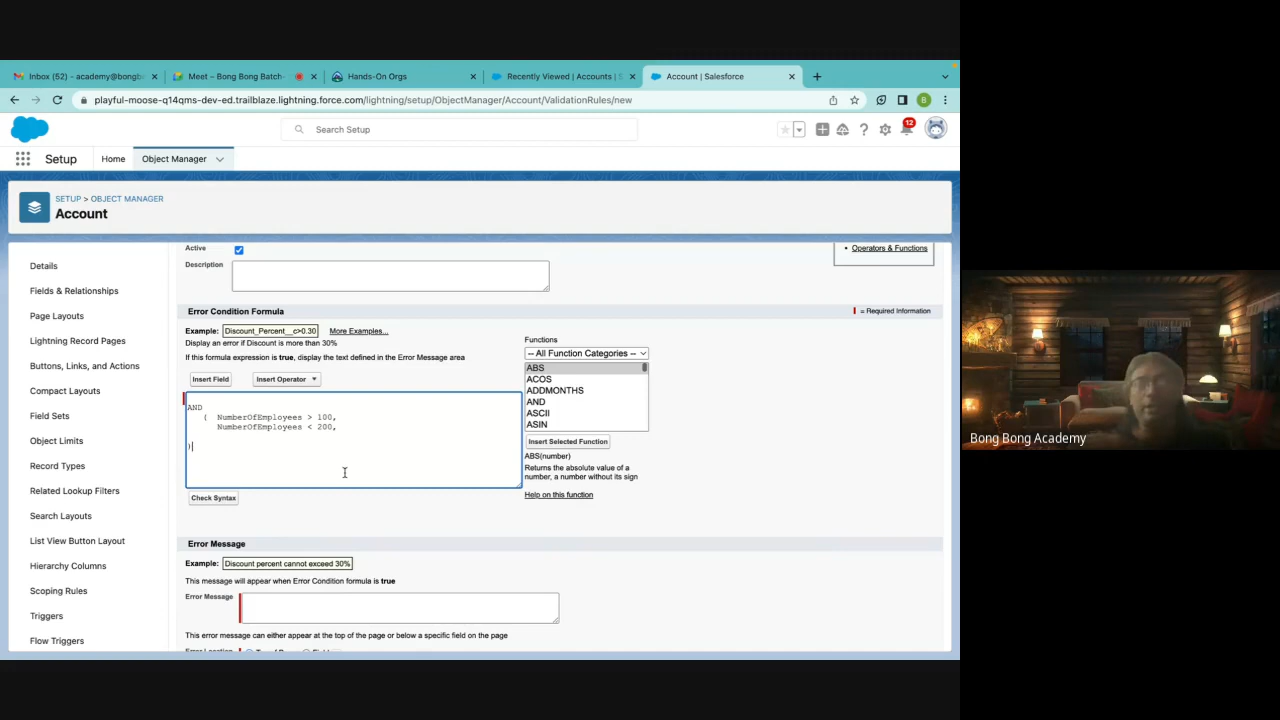 Inbox (52) - academy@bongb
Meet – Bong Bong Batch-
Hands-On Orgs
Recently Viewed | Accounts | S
Account | Salesforce
playful-moose-q14qms-dev-ed.trailblaze.lightning.force.com/lightning/setup/ObjectManager/Account/ValidationRules/new
B
Search Setup
12
Setup
Home
Object Manager
SETUP > OBJECT MANAGER
Account
Details
Fields & Relationships
Page Layouts
Lightning Record Pages
Buttons, Links, and Actions
Compact Layouts
Field Sets
Object Limits
Record Types
Related Lookup Filters
Search Layouts
List View Button Layout
Hierarchy Columns
Scoping Rules
Triggers
Flow Triggers
Active
• Operators & Functions
Description
Error Condition Formula
= Required Information
Example: Discount_Percent__c>0.30 More Examples...
Display an error if Discount is more than 30%
If this formula expression is true, display the text defined in the Error Message area
Insert Field
Insert Operator
AND
( NumberOfEmployees > 100,
NumberOfEmployees < 200,
)
Check Syntax
Functions
-- All Function Categories --
ABS
ACOS
ADDMONTHS
AND
ASCII
ASIN
Insert Selected Function
ABS(number)
Returns the absolute value of a
number, a number without its sign
Help on this function
Error Message
Example: Discount percent cannot exceed 30%
This message will appear when Error Condition formula is true
Error Message
This error message can either appear at the top of the page or below a specific field on the page
Bong Bong Academy